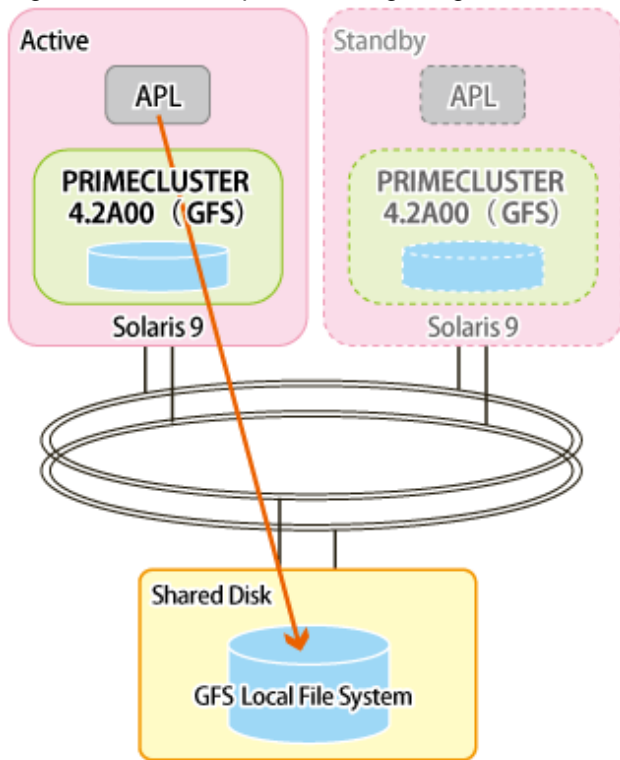 Active
APL
PRIMECLUSTER
4.2A00 (GFS)
Solaris 9
Standby
APL
PRIMECLUSTER
4.2A00 ( GFS)
Solaris 9
Shared Disk
GFS Local File System